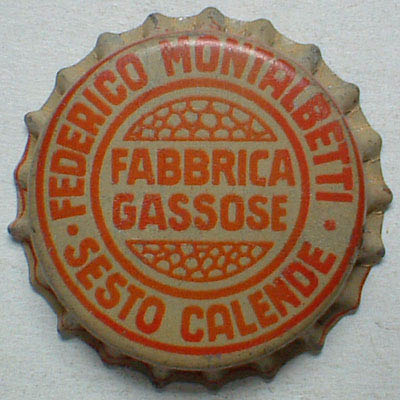 FEDERICO MONTALBETTI
FABBRICA
GASSOSE
· SESTO CALENDE ·